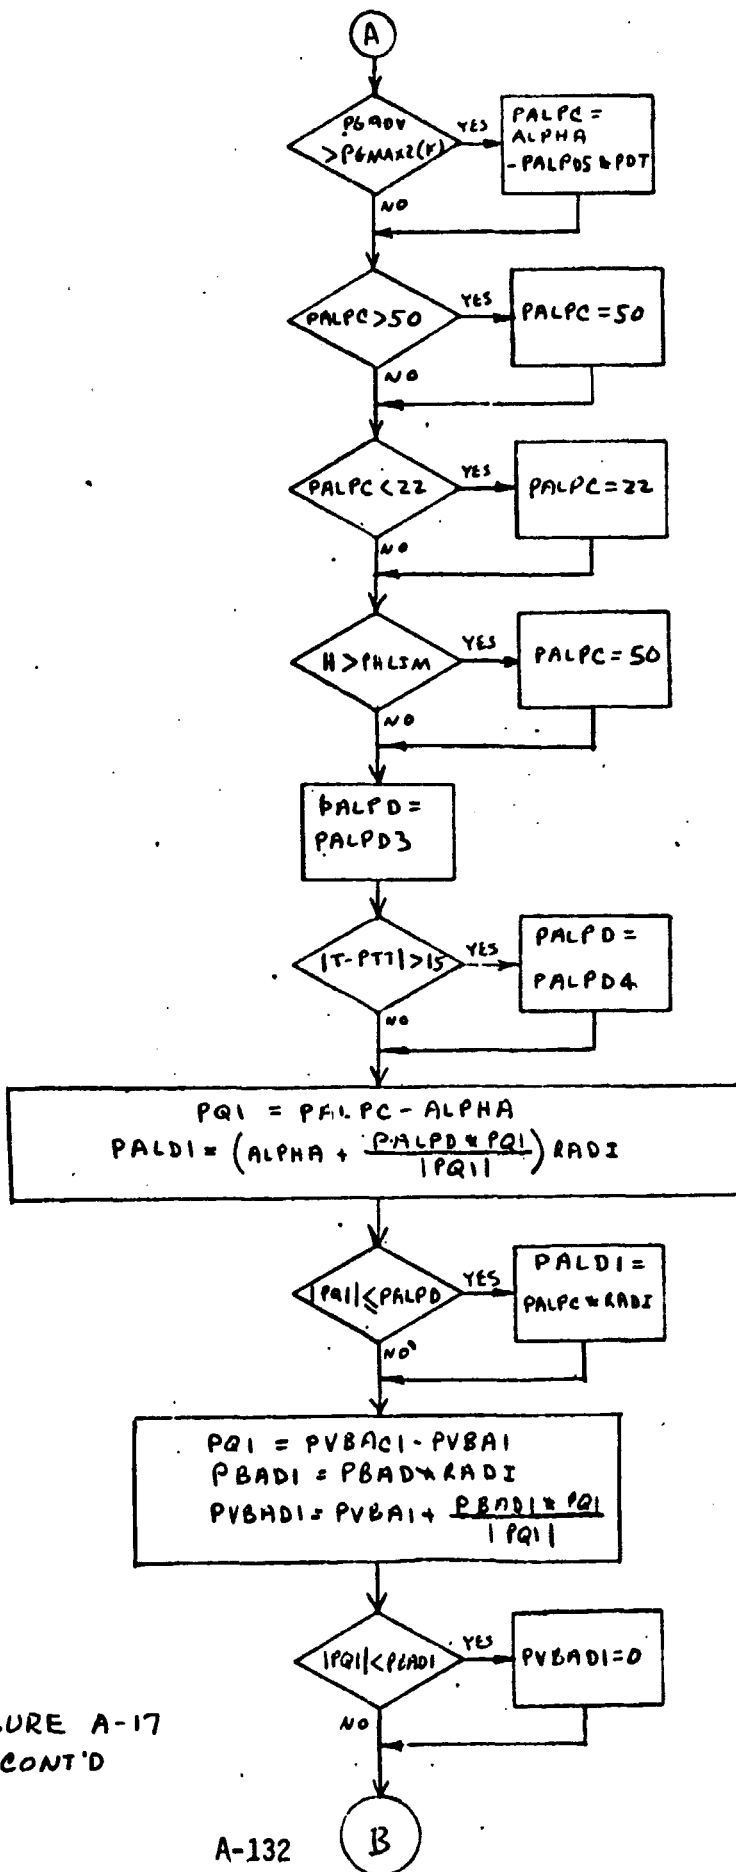 A
PGADV
>PGMAX2(K)
YES
PALPC =
ALPHA
-PALPD5*PDT
NO
PALPC>50
YES
PALPC=50
NO
PALPC<22
YES
PALPC=22
NO
H>PHLIM
YES
PALPC=50
NO
PALPD=
PALPD3
|T-PTT|>15
YES
PALPD=
PALPD4
NO
PQ1 = PALPC-ALPHA
PALD1 = (ALPHA + PALPD*PQ1/|PQ1|) RADI
|PQ1|≤PALPD
YES
PALD1=
PALPC*RADI
NO
PQ1 = PVBAC1-PVBA1
PBAD1 = PBAD*RADI
PVBAD1 = PVBA1 + PBAD1*PQ1/|PQ1|
|PQ1|<PBAD1
YES
PVBAD1=0
NO
URE A-17
CONT'D
A-132
B